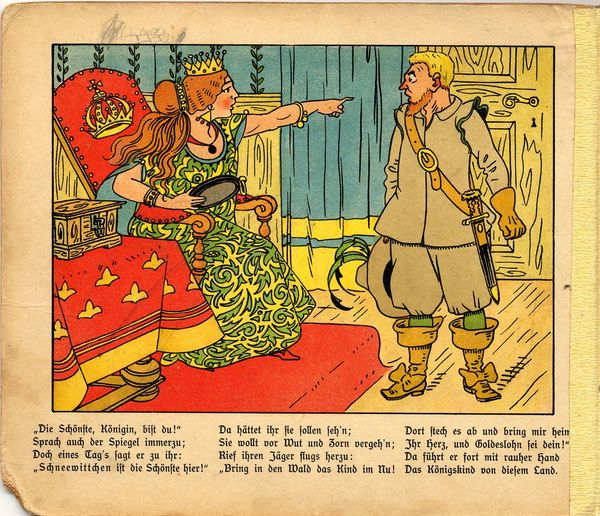 „Die Schönste, Königin, bist du!“
Sprach auch der Spiegel immerzu;
Doch eines Tag's sagt er zu ihr:
„Schneewittchen ist die Schönste hier!“
Da hättet ihr sie sollen seh'n;
Sie wollt vor Wut und Zorn vergeh'n;
Rief ihren Jäger flugs herzu:
„Bring in den Wald das Kind im Nu!
Dort stech es ab und bring mir hein
Ihr Herz, und Goldeslohn sei dein!“
Da führt er fort mit rauher Hand
Das Königskind von diesem Land.